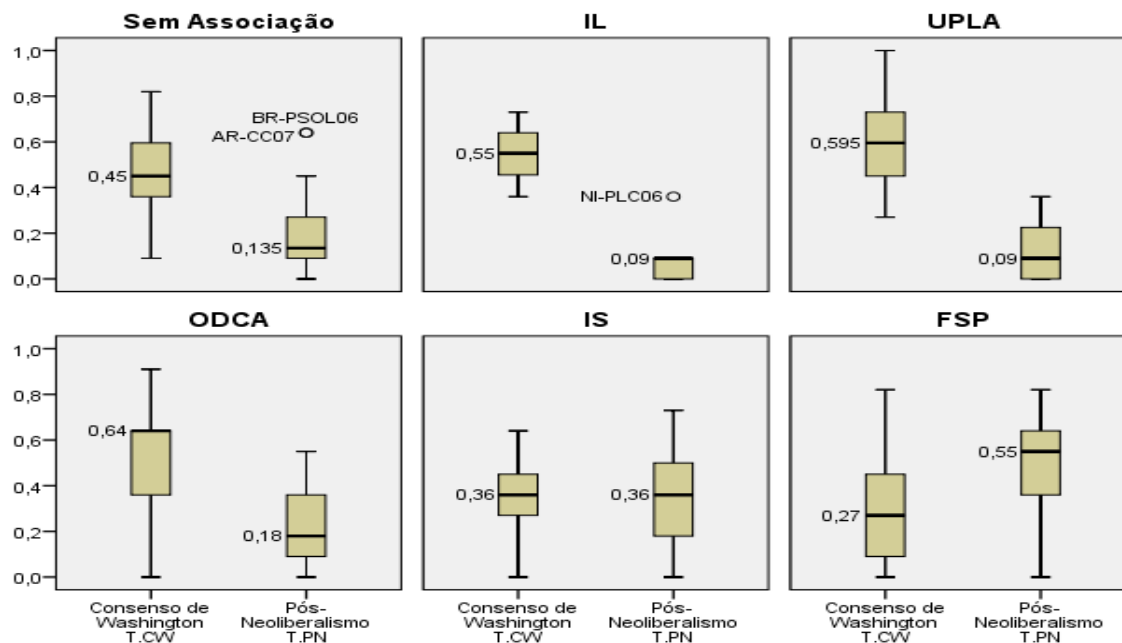 Sem Associação
IL
UPLA
1,0
0,8
0,6
0,4
0,2
0,0
BR-PSOL06
AR-CC07
0,45
0,135
0,55
NI-PLC06
0,09
0,595
0,09
ODCA
IS
FSP
1,0
0,8
0,6
0,4
0,2
0,0
0,64
0,18
0,36
0,36
0,27
0,55
Consenso de
Washington
T.CW
Pós-
Neoliberalismo
T.PN
Consenso de
Washington
T.CW
Pós-
Neoliberalismo
T.PN
Consenso de
Washington
T.CW
Pós-
Neoliberalismo
T.PN